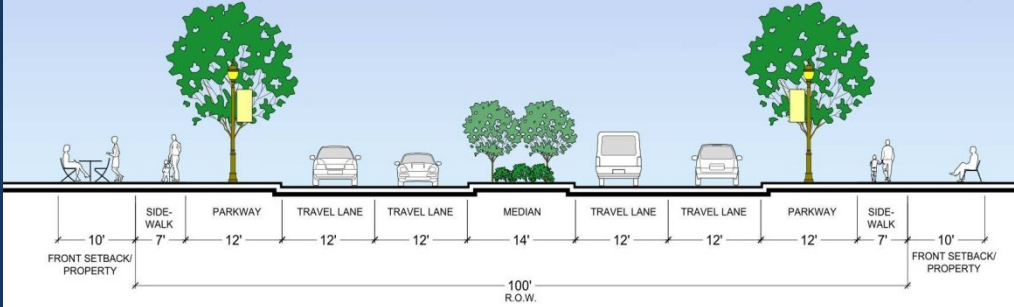 SIDE-
WALK
PARKWAY
TRAVEL LANE
TRAVEL LANE
MEDIAN
TRAVEL LANE
TRAVEL LANE
PARKWAY
SIDE-
WALK
10'
7'
12'
12'
12'
14'
12'
12'
12'
7'
10'
FRONT SETBACK/
PROPERTY
FRONT SETBACK/
PROPERTY
100'
R.O.W.